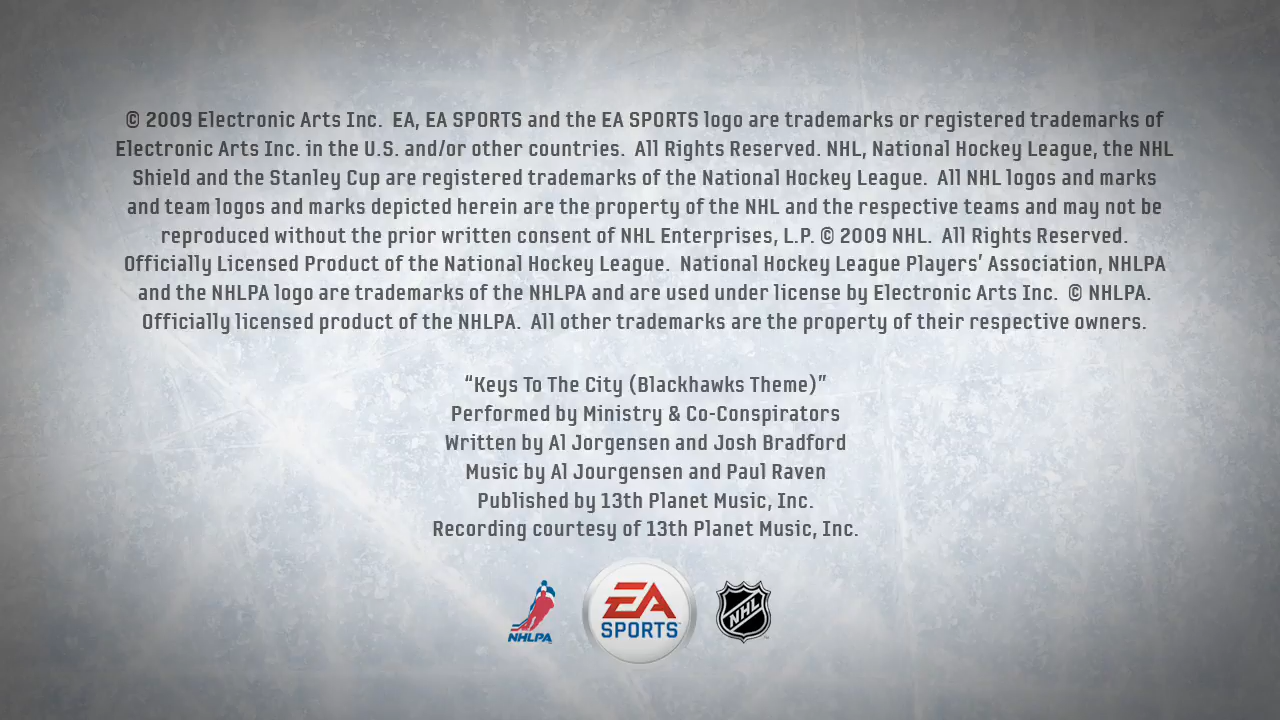 © 2009 Electronic Arts Inc.  EA, EA SPORTS and the EA SPORTS logo are trademarks or registered trademarks of
Electronic Arts Inc. in the U.S. and/or other countries.  All Rights Reserved. NHL, National Hockey League, the NHL
Shield and the Stanley Cup are registered trademarks of the National Hockey League.  All NHL logos and marks
and team logos and marks depicted herein are the property of the NHL and the respective teams and may not be
reproduced without the prior written consent of NHL Enterprises, L.P. © 2009 NHL.  All Rights Reserved.
Officially Licensed Product of the National Hockey League.  National Hockey League Players’ Association, NHLPA
and the NHLPA logo are trademarks of the NHLPA and are used under license by Electronic Arts Inc.  © NHLPA.
Officially licensed product of the NHLPA.  All other trademarks are the property of their respective owners.
“Keys To The City (Blackhawks Theme)”
Performed by Ministry & Co-Conspirators
Written by Al Jorgensen and Josh Bradford
Music by Al Jourgensen and Paul Raven
Published by 13th Planet Music, Inc.
Recording courtesy of 13th Planet Music, Inc.
NHLPA
EA SPORTS
NHL